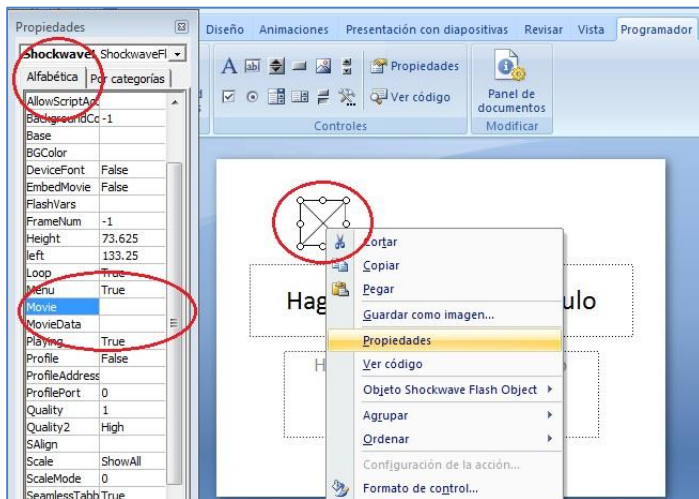 Propiedades
Shockwave ShockwaveFl
Alfabética Por categorías
AllowScriptAc
BackgroundCc -1
Base
BGColor
DeviceFont False
EmbedMovie False
FlashVars
FrameNum -1
Height 73.625
left 133.25
Loop True
Menu True
Movie
MovieData
Playing True
Profile False
ProfileAddress
ProfilePort 0
Quality 1
Quality2 High
SAlign
Scale ShowAll
ScaleMode 0
SeamlessTabb True
Diseño Animaciones Presentación con diapositivas Revisar Vista Programador
Propiedades
Ver código
Controles
Panel de
documentos
Modificar
Hag
ulo
H
Cortar
Copiar
Pegar
Guardar como imagen...
Propiedades
Ver código
Objeto Shockwave Flash Object
Agrupar
Ordenar
Configuración de la acción...
Formato de control...